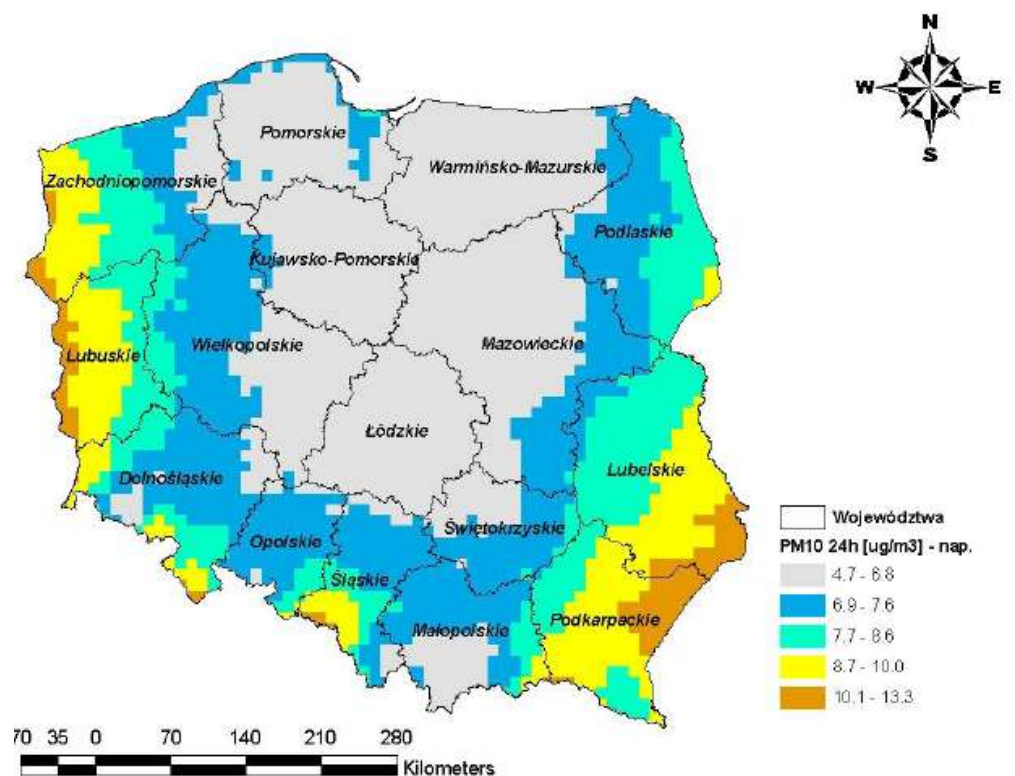 N
W E
S
Pomorskie
Warmińsko-Mazurskie
Zachodniopomorskie
Podlaskie
Kujawsko-Pomorskie
Wielkopolskie
Mazowieckie
Lubuskie
Łódzkie
Lubelskie
Dolnośląskie
Świętokrzyskie
Opolskie
Śląskie
Podkarpackie
Małopolskie
Województwa
PM10 24h [ug/m3] - nap.
4.7 - 6.8
6.9 - 7.6
7.7 - 8.6
8.7 - 10.0
10.1 - 13.3
70 35 0 70 140 210 280
Kilometers